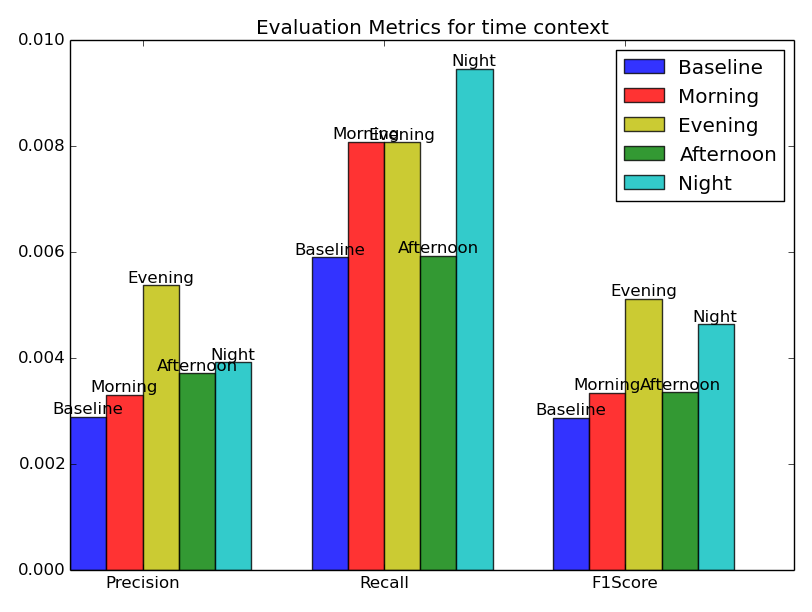 Evaluation Metrics for time context
0.010
0.008
0.006
0.004
0.002
0.000
Baseline
Morning
Evening
Afternoon
Night
Baseline
Morning
Evening
Afternoon
Night
Baseline
Morning
Evening
Afternoon
Night
Baseline
Morning
Evening
Afternoon
Night
Precision
Recall
F1Score